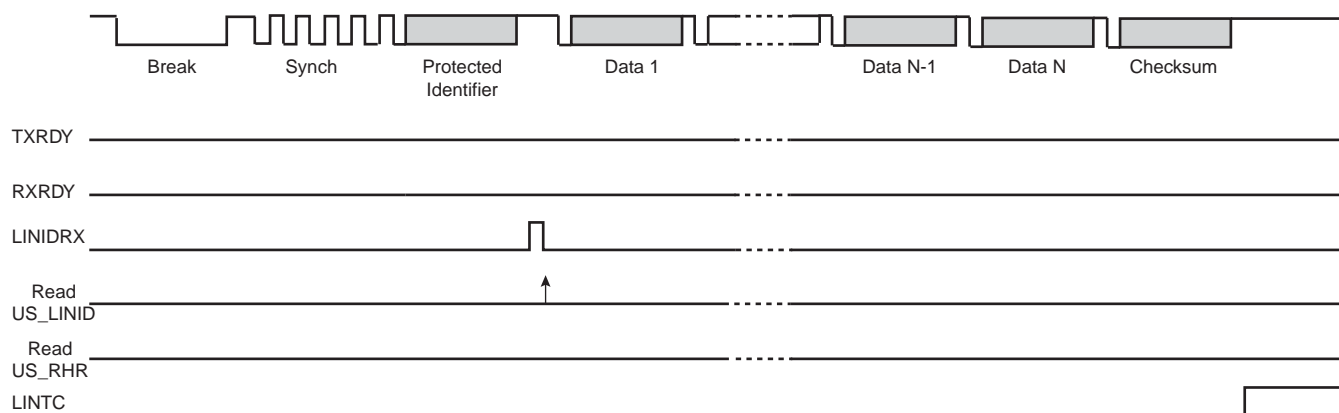 Break Synch Protected Data 1 Data N-1 Data N Checksum
Identifier
TXRDY
RXRDY
LINIDRX
Read
US_LINID
Read
US_RHR
LINTC